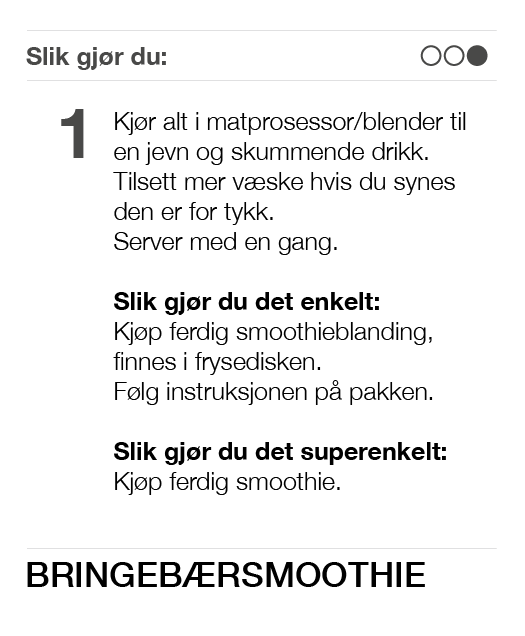 Slik gjør du:
1
Kjør alt i matprosessor/blender til
en jevn og skummende drikk.
Tilsett mer væske hvis du synes
den er for tykk.
Server med en gang.
Slik gjør du det enkelt:
Kjøp ferdig smoothieblanding,
finnes i frysedisken.
Følg instruksjonen på pakken.
Slik gjør du det superenkelt:
Kjøp ferdig smoothie.
BRINGEBÆRSMOOTHIE